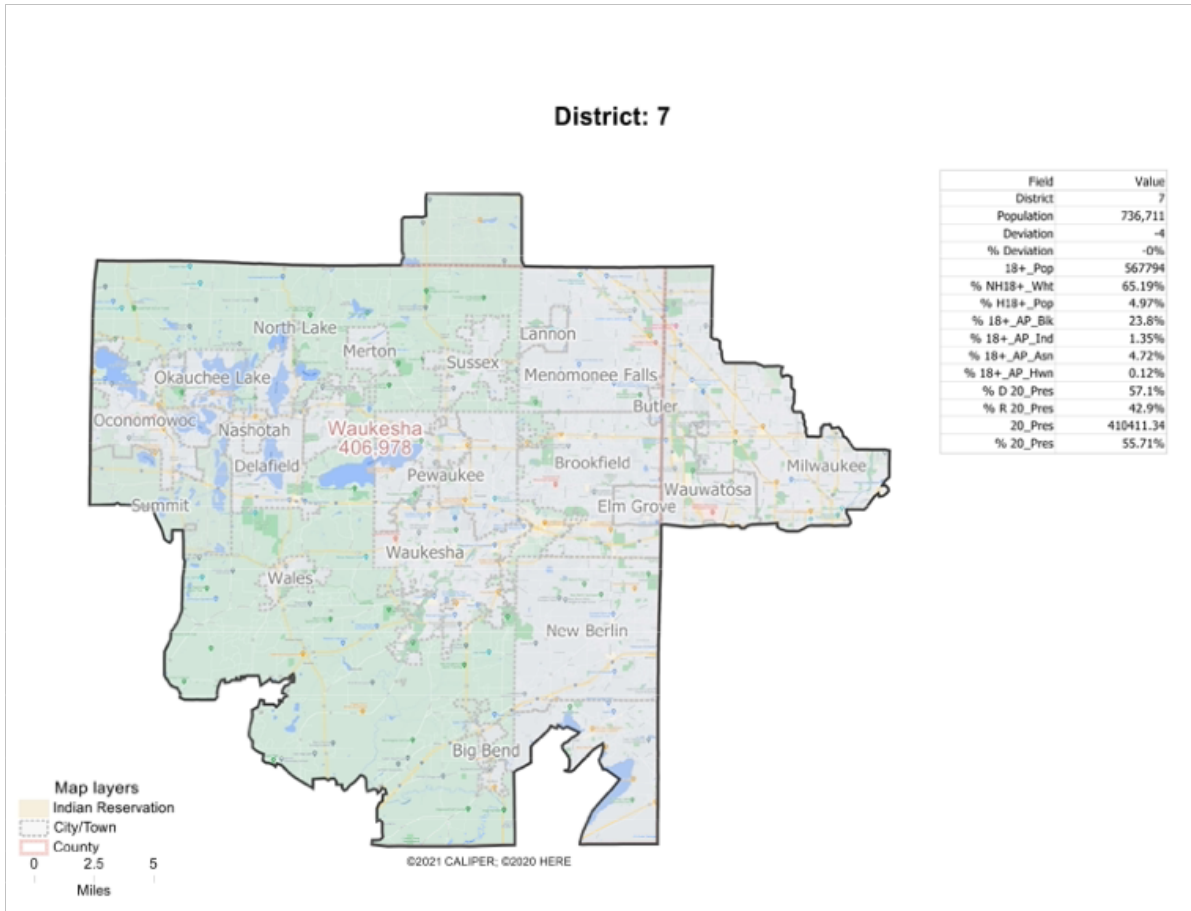 District: 7
Field Value
District 7
Population 736,711
Deviation -4
% Deviation -0%
18+_Pop 567794
% NH18+_Wht 65.19%
% H18+_Pop 4.97%
% 18+_AP_Blk 23.8%
% 18+_AP_Ind 1.35%
% 18+_AP_Asn 4.72%
% 18+_AP_Hwn 0.12%
% D 20_Pres 57.1%
% R 20_Pres 42.9%
20_Pres 410411.34
% 20_Pres 55.71%
North Lake
Lannon
Merton
Sussex
Okauchee Lake
Menomonee Falls
Butler
Oconomowoc
Nashotah
Waukesha
406,978
Delafield
Pewaukee
Brookfield
Milwaukee
Wauwatosa
Summit
Elm Grove
Waukesha
Wales
New Berlin
Big Bend
Map layers
Indian Reservation
City/Town
County
0 2.5 5
Miles
©2021 CALIPER; ©2020 HERE